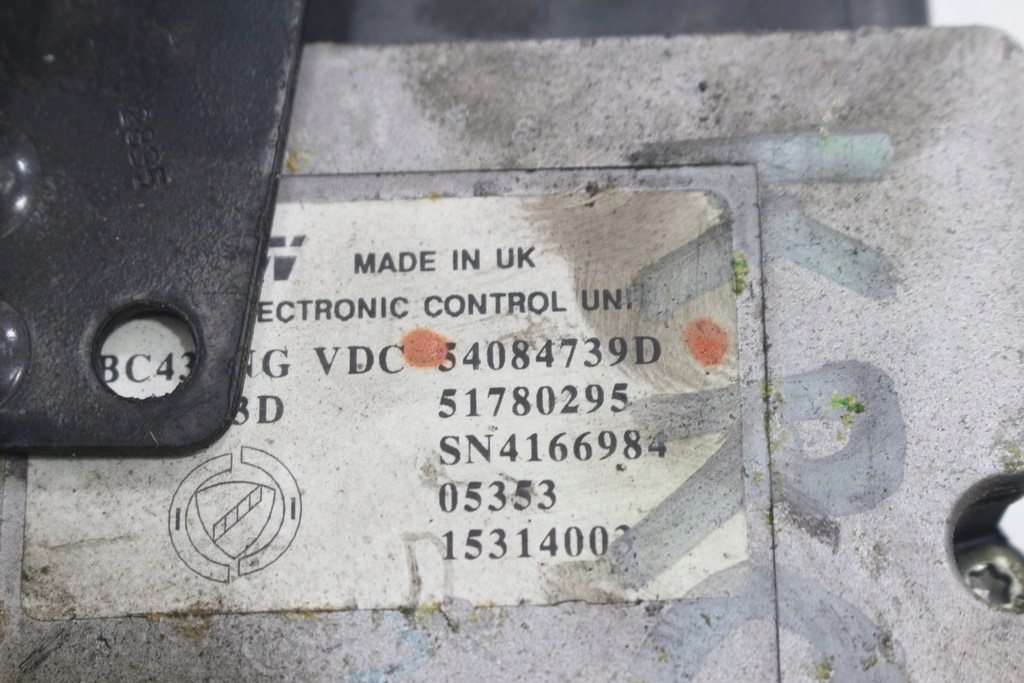 2835
MADE IN UK
ECTRONIC CONTROL UNI
BC43 NG VDC 54084739D
3D 51780295
SN4166984
05353
15314003